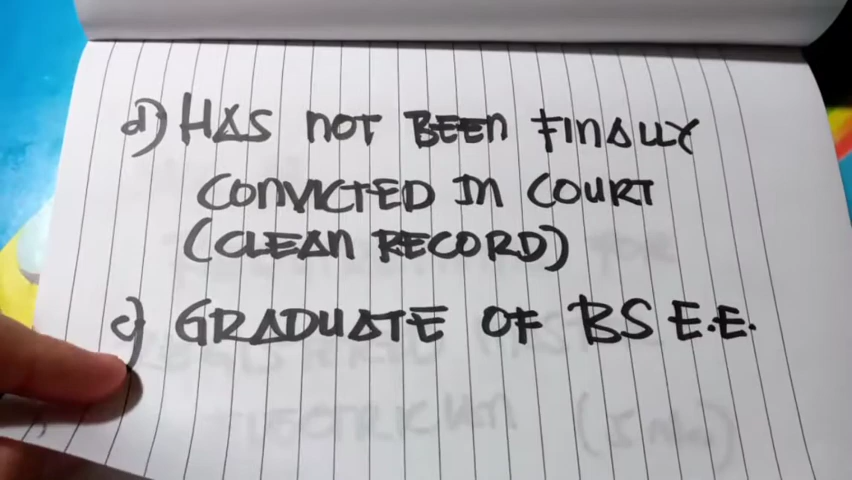 d) HAS NOT BEEN FINALLY
CONVICTED IN COURT
(CLEAN RECORD)
c) GRADUATE OF BS E.E.